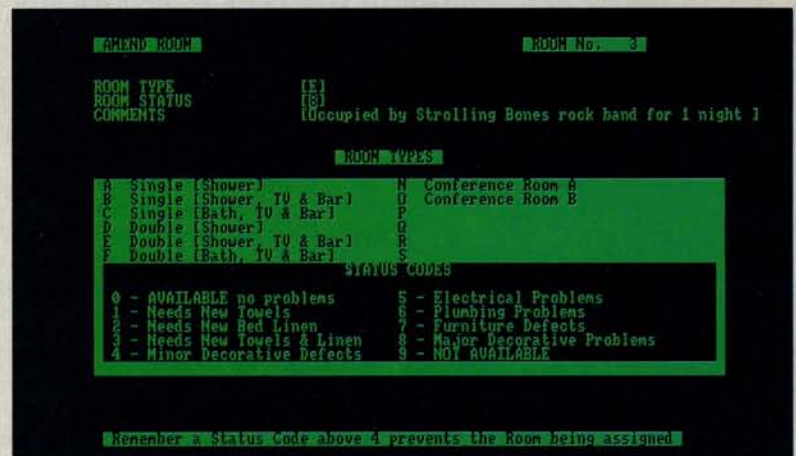 AMEND ROOM
ROOM No. 3
ROOM TYPE [E]
ROOM STATUS [8]
COMMENTS [Occupied by Strolling Bones rock band for 1 night ]
ROOM TYPES
A Single [Shower] N Conference Room A
B Single [Shower, TV & Bar] O Conference Room B
C Single [Bath, TV & Bar] P
D Double [Shower] Q
E Double [Shower, TV & Bar] R
F Double [Bath, TV & Bar] S
STATUS CODES
0 - AVAILABLE no problems 5 - Electrical Problems
1 - Needs New Towels 6 - Plumbing Problems
2 - Needs New Bed Linen 7 - Furniture Defects
3 - Needs New Towels & Linen 8 - Major Decorative Problems
4 - Minor Decorative Defects 9 - NOT AVAILABLE
Remember a Status Code above 4 prevents the Room being assigned